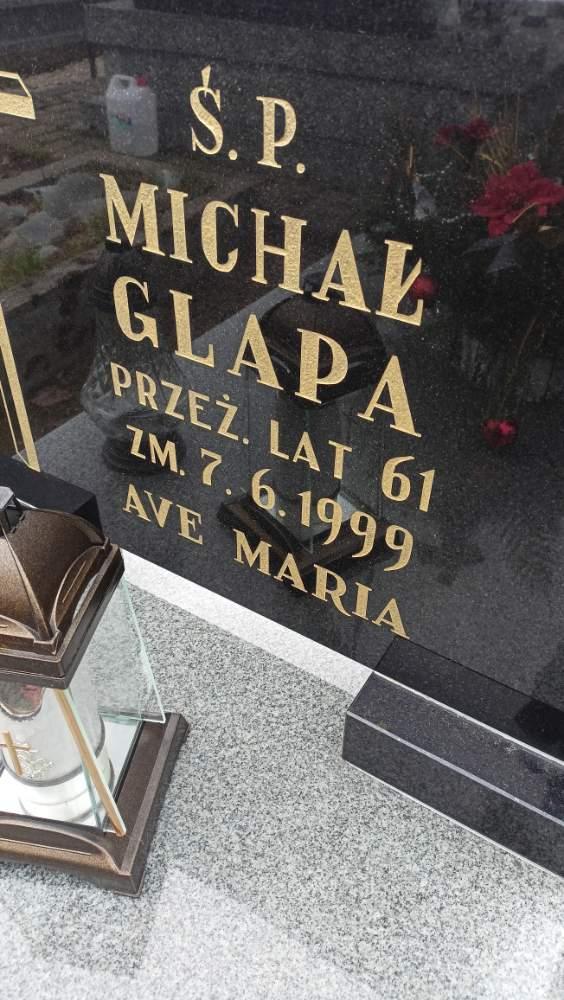 Ś. P.
MICHAŁ
GLAPA
PRZEŻ. LAT 61
ZM. 7. 6. 1999
AVE MARIA